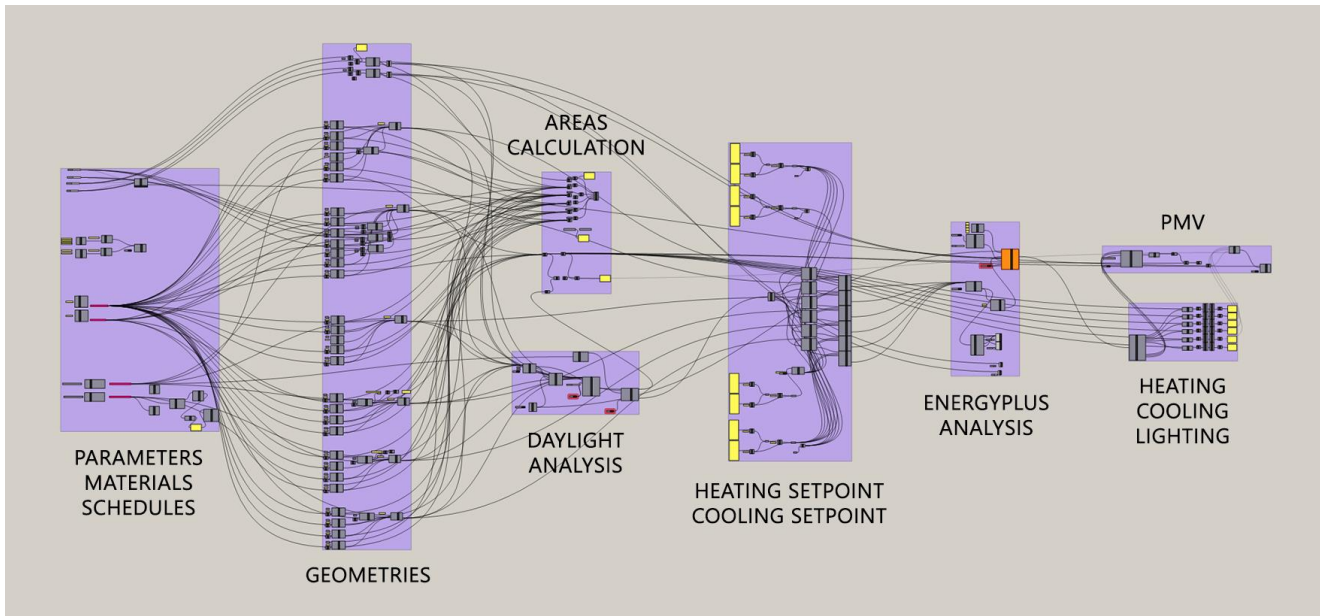 PARAMETERS
MATERIALS
SCHEDULES
GEOMETRIES
AREAS
CALCULATION
DAYLIGHT
ANALYSIS
HEATING SETPOINT
COOLING SETPOINT
ENERGYPLUS
ANALYSIS
PMV
HEATING
COOLING
LIGHTING